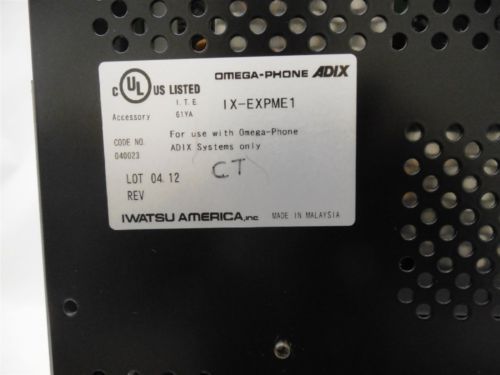 C UL US LISTED
OMEGA-PHONE ADIX
I.T.E.
Accessory 61YA
IX-EXPME1
CODE NO.
040023
For use with Omega-Phone
ADIX Systems only
LOT 04 12
REV
CT
IWATSU AMERICA, inc
MADE IN MALAYSIA